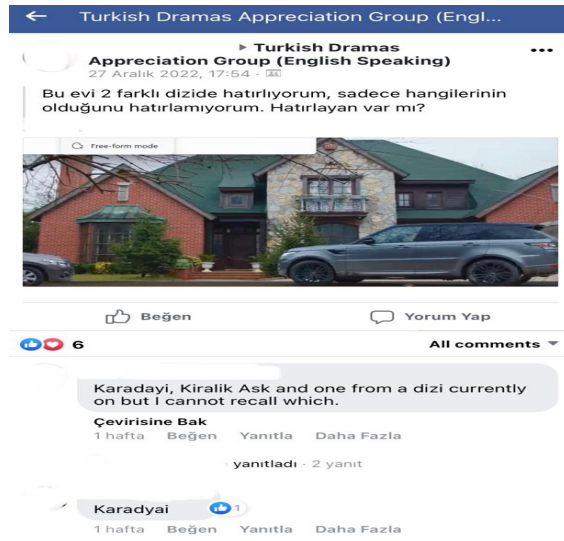 Turkish Dramas Appreciation Group (Engl...
Turkish Dramas
Appreciation Group (English Speaking)
27 Aralık 2022, 17:54 ·
Bu evi 2 farklı dizide hatırlıyorum, sadece hangilerinin
olduğunu hatırlamıyorum. Hatırlayan var mı?
Free-form mode
Beğen Yorum Yap
6 All comments
Karadayi, Kiralik Ask and one from a dizi currently
on but I cannot recall which.
Çevirisine Bak
1 hafta Beğen Yanıtla Daha Fazla
yanıtladı · 2 yanıt
Karadyai 1
1 hafta Beğen Yanıtla Daha Fazla